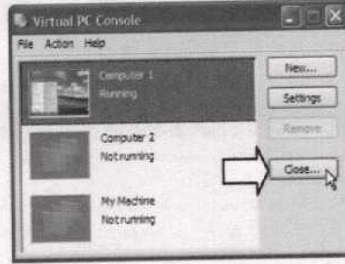 Virtual PC Console
File Action Help
Computer 1
Running
New...
Settings
Remove
Computer 2
Not running
Close...
My Machine
Not running